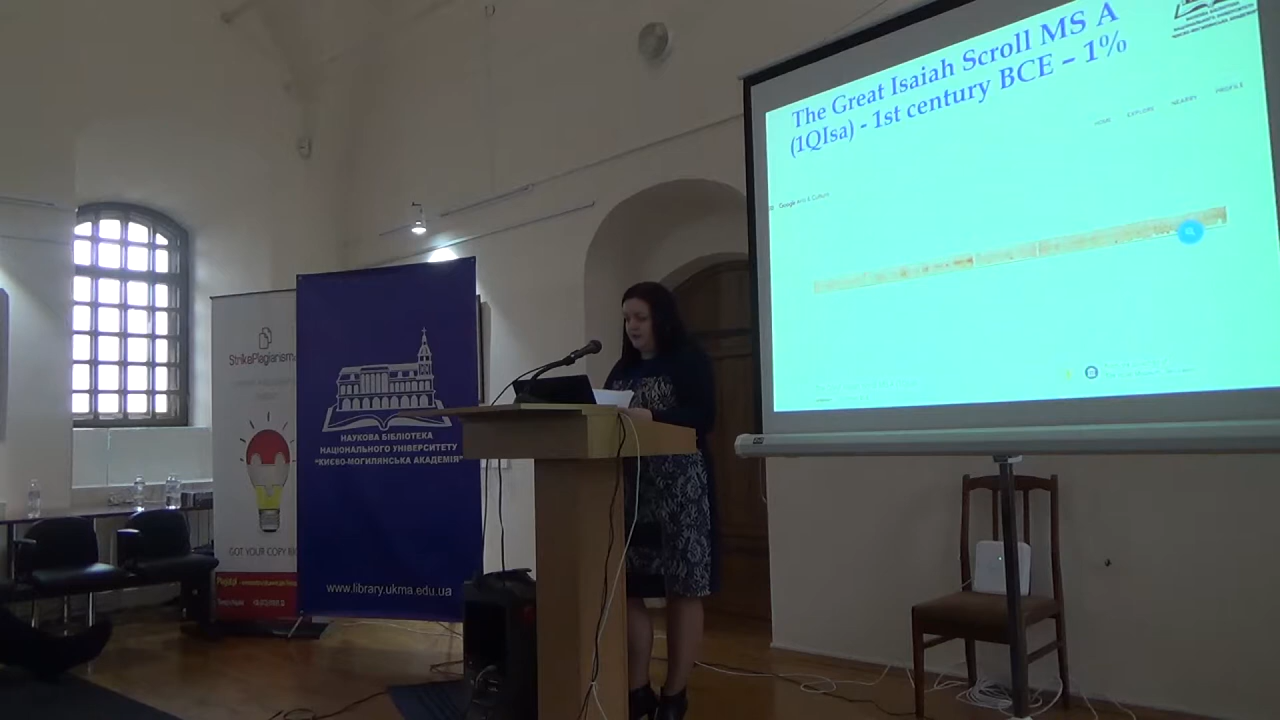 The Great Isaiah Scroll MS A
(1QIsa) - 1st century BCE – 1%
HOME EXPLORE NEARBY PROFILE
Google Arts & Culture
StrikePlagiarism
GOT YOUR COPY
НАУКОВА БІБЛІОТЕКА
НАЦІОНАЛЬНОГО УНІВЕРСИТЕТУ
"КИЄВО-МОГИЛЯНСЬКА АКАДЕМІЯ"
www.library.ukma.edu.ua